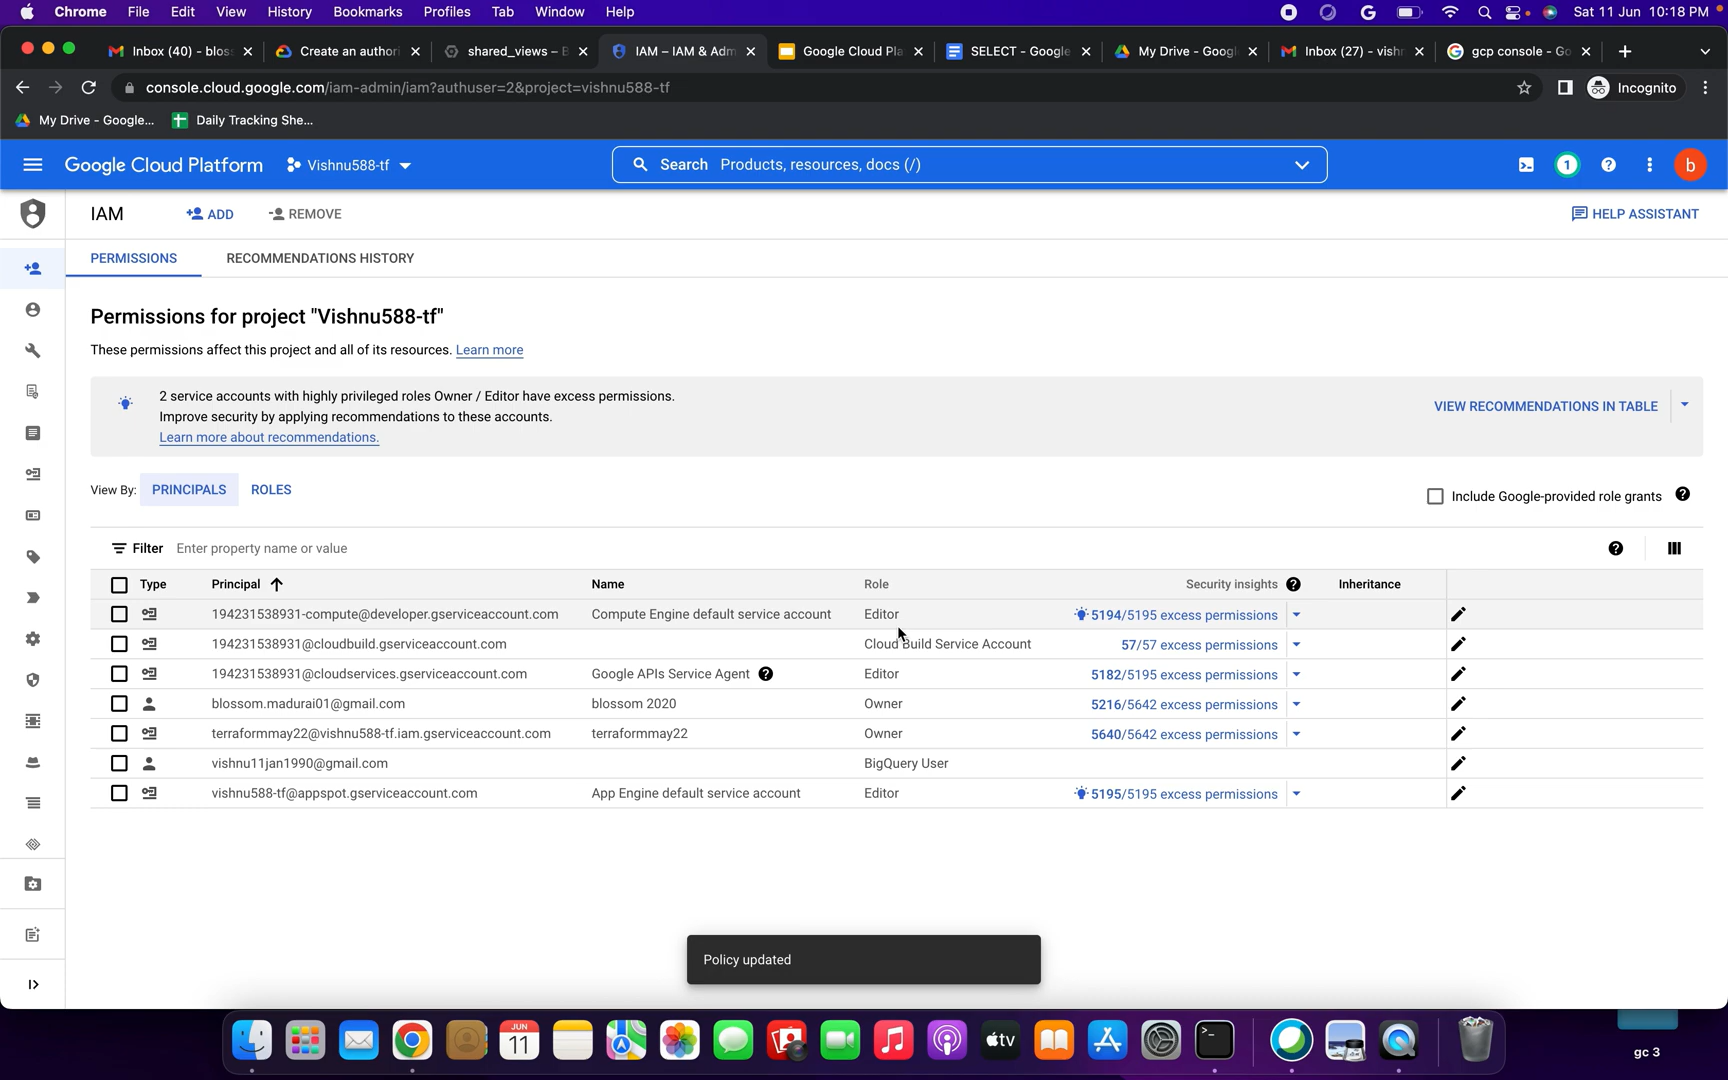 Chrome File Edit View History Bookmarks Profiles Tab Window Help Sat 11 Jun 10:18 PM
Inbox (40) - blos Create an authori shared_views – B IAM – IAM & Adm Google Cloud Pla SELECT - Google My Drive - Googl Inbox (27) - vishr gcp console - Go
console.cloud.google.com/iam-admin/iam?authuser=2&project=vishnu588-tf Incognito
My Drive - Google... Daily Tracking She...
Google Cloud Platform Vishnu588-tf Search Products, resources, docs (/) 1 b
IAM ADD REMOVE HELP ASSISTANT
PERMISSIONS RECOMMENDATIONS HISTORY
Permissions for project "Vishnu588-tf"
These permissions affect this project and all of its resources. Learn more
2 service accounts with highly privileged roles Owner / Editor have excess permissions.
Improve security by applying recommendations to these accounts.
Learn more about recommendations.
VIEW RECOMMENDATIONS IN TABLE
View By: PRINCIPALS ROLES Include Google-provided role grants
Filter Enter property name or value
Type Principal Name Role Security insights Inheritance
194231538931-compute@developer.gserviceaccount.com Compute Engine default service account Editor 5194/5195 excess permissions
194231538931@cloudbuild.gserviceaccount.com Cloud Build Service Account 57/57 excess permissions
194231538931@cloudservices.gserviceaccount.com Google APIs Service Agent Editor 5182/5195 excess permissions
blossom.madurai01@gmail.com blossom 2020 Owner 5216/5642 excess permissions
terraformmay22@vishnu588-tf.iam.gserviceaccount.com terraformmay22 Owner 5640/5642 excess permissions
vishnu11jan1990@gmail.com BigQuery User
vishnu588-tf@appspot.gserviceaccount.com App Engine default service account Editor 5195/5195 excess permissions
Policy updated
JUN
11
tv
gc 3